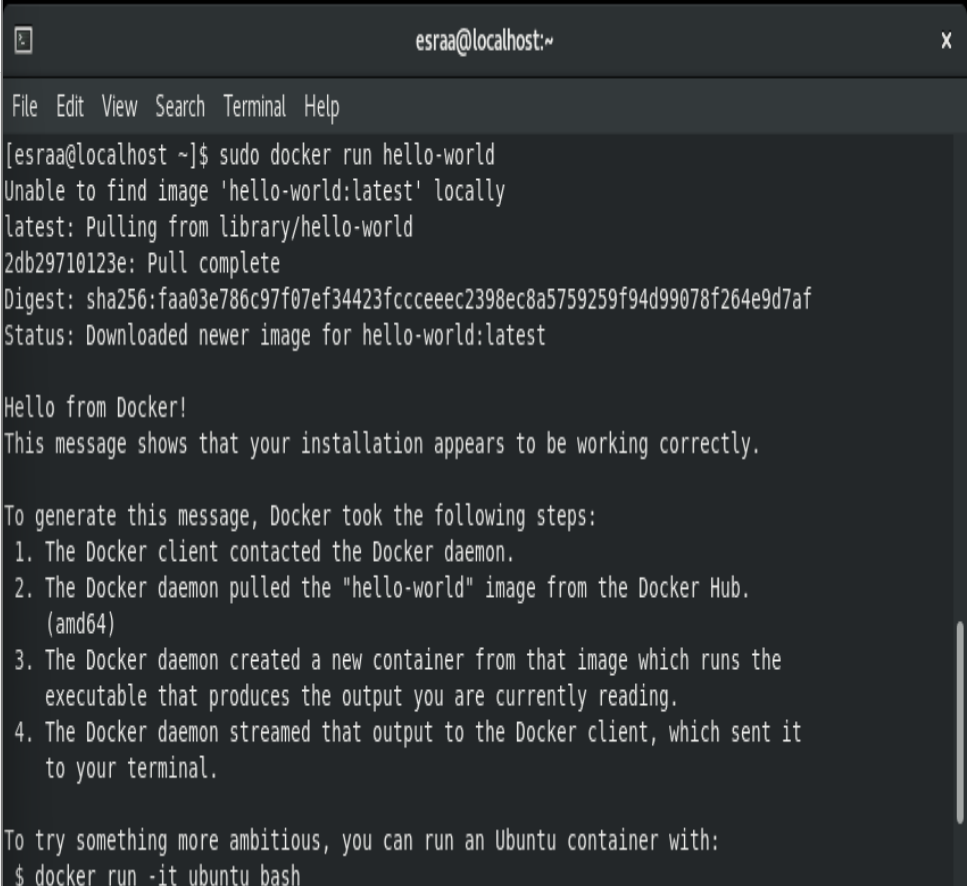 esraa@localhost:~ x
File Edit View Search Terminal Help
[esraa@localhost ~]$ sudo docker run hello-world
Unable to find image 'hello-world:latest' locally
latest: Pulling from library/hello-world
2db29710123e: Pull complete
Digest: sha256:faa03e786c97f07ef34423fccceeec2398ec8a5759259f94d99078f264e9d7af
Status: Downloaded newer image for hello-world:latest

Hello from Docker!
This message shows that your installation appears to be working correctly.

To generate this message, Docker took the following steps:
 1. The Docker client contacted the Docker daemon.
 2. The Docker daemon pulled the "hello-world" image from the Docker Hub.
    (amd64)
 3. The Docker daemon created a new container from that image which runs the
    executable that produces the output you are currently reading.
 4. The Docker daemon streamed that output to the Docker client, which sent it
    to your terminal.

To try something more ambitious, you can run an Ubuntu container with:
 $ docker run -it ubuntu bash